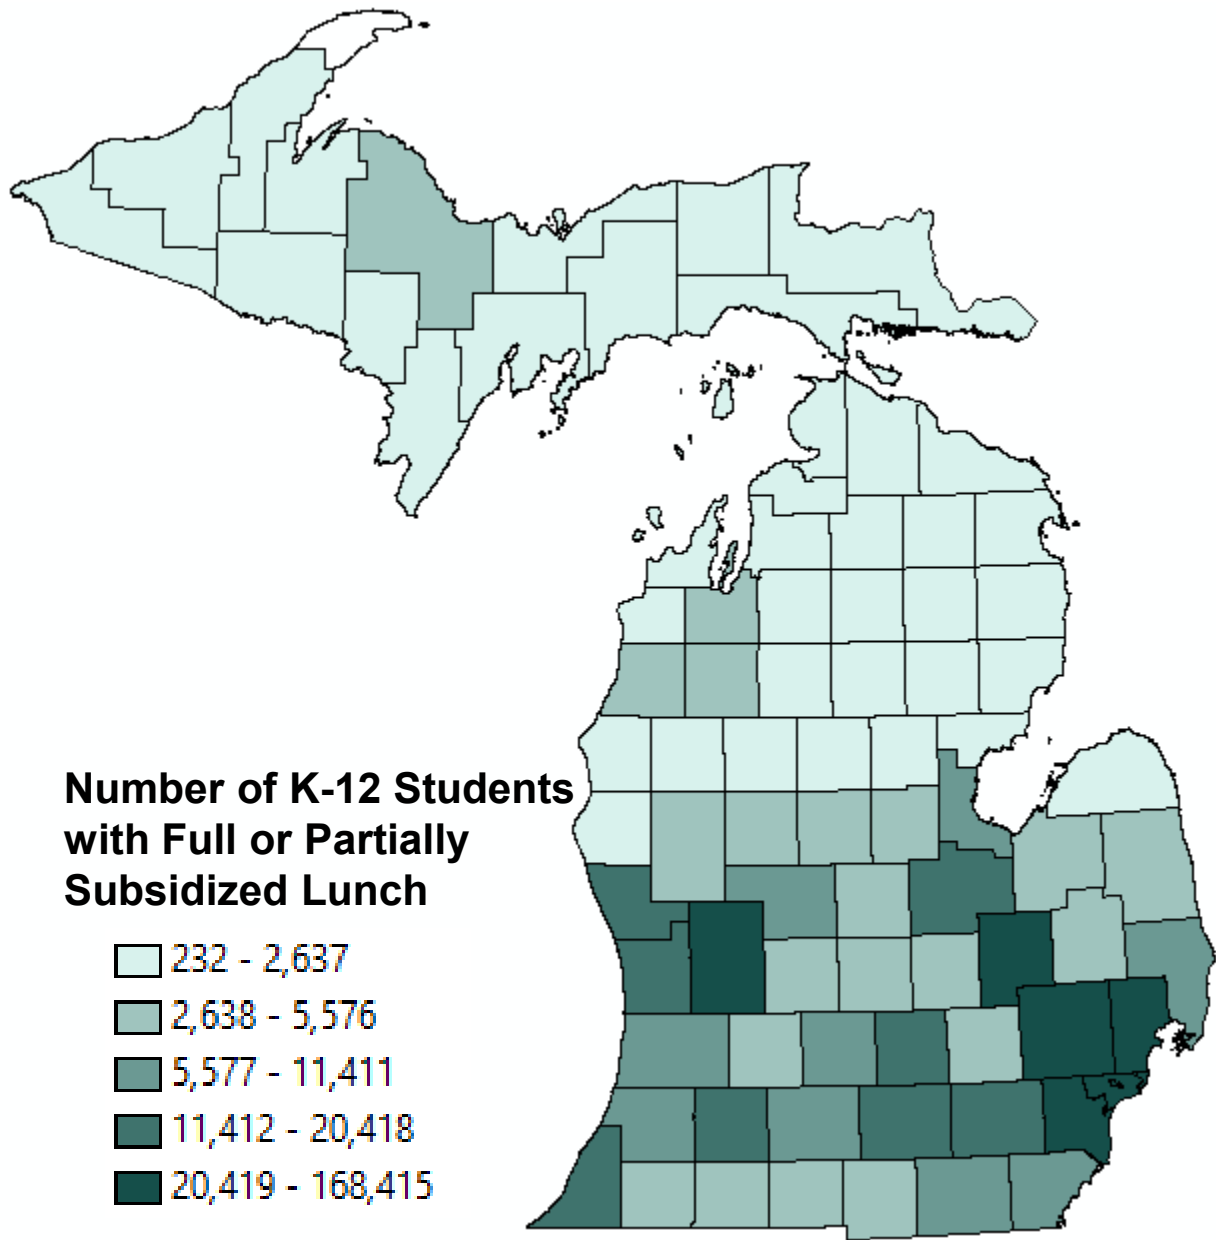 Number of K-12 Students
with Full or Partially
Subsidized Lunch
232 - 2,637
2,638 - 5,576
5,577 - 11,411
11,412 - 20,418
20,419 - 168,415